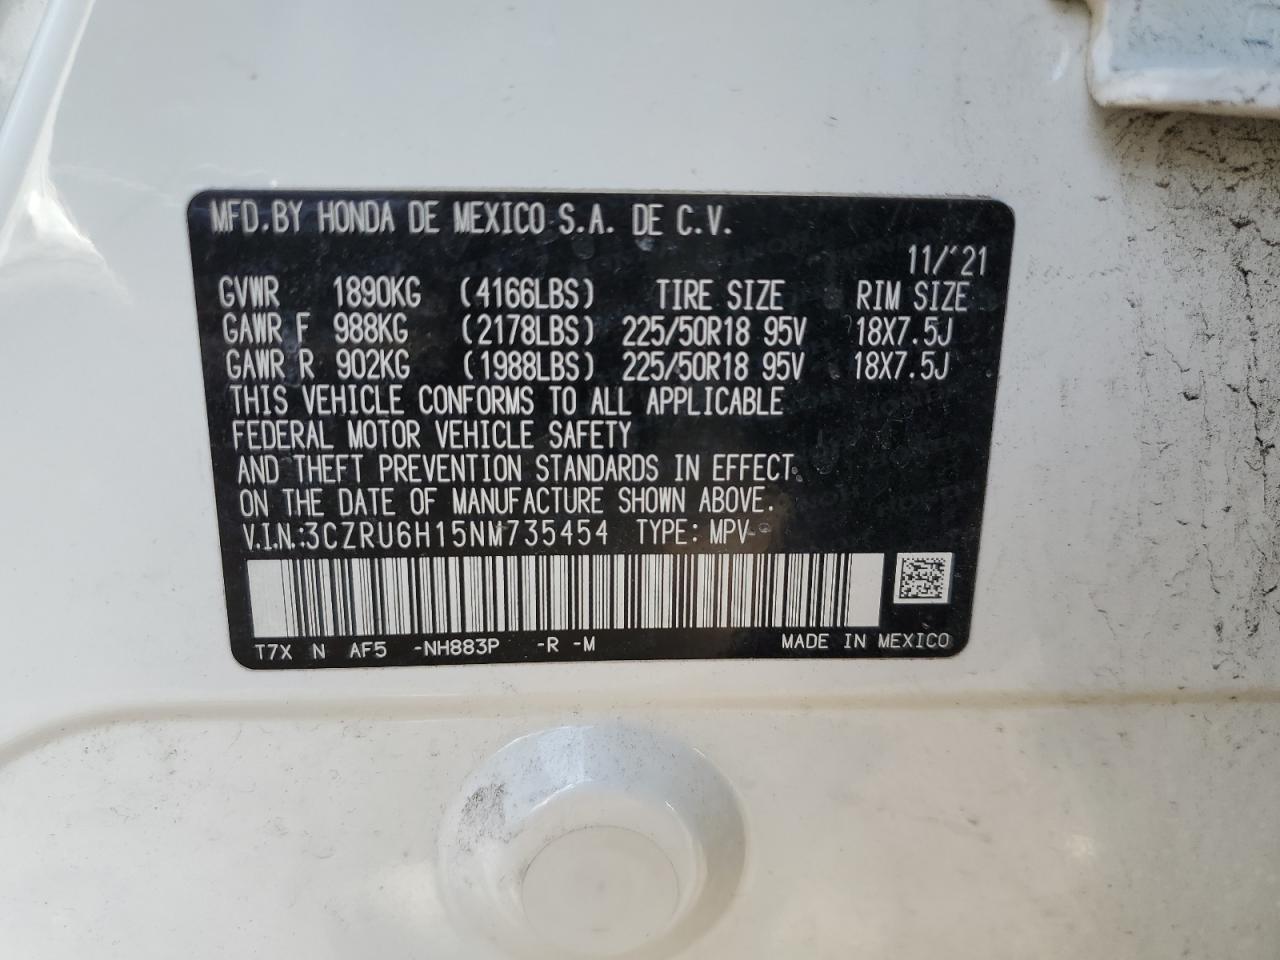 MFD.BY HONDA DE MEXICO S.A. DE C.V.
11/'21
GVWR 1890KG (4166LBS) TIRE SIZE RIM SIZE
GAWR F 988KG (2178LBS) 225/50R18 95V 18X7.5J
GAWR R 902KG (1988LBS) 225/50R18 95V 18X7.5J
THIS VEHICLE CONFORMS TO ALL APPLICABLE
FEDERAL MOTOR VEHICLE SAFETY
AND THEFT PREVENTION STANDARDS IN EFFECT
ON THE DATE OF MANUFACTURE SHOWN ABOVE.
V.I.N.:3CZRU6H15NM735454 TYPE: MPV
T7X N AF5 -NH883P -R -M MADE IN MEXICO